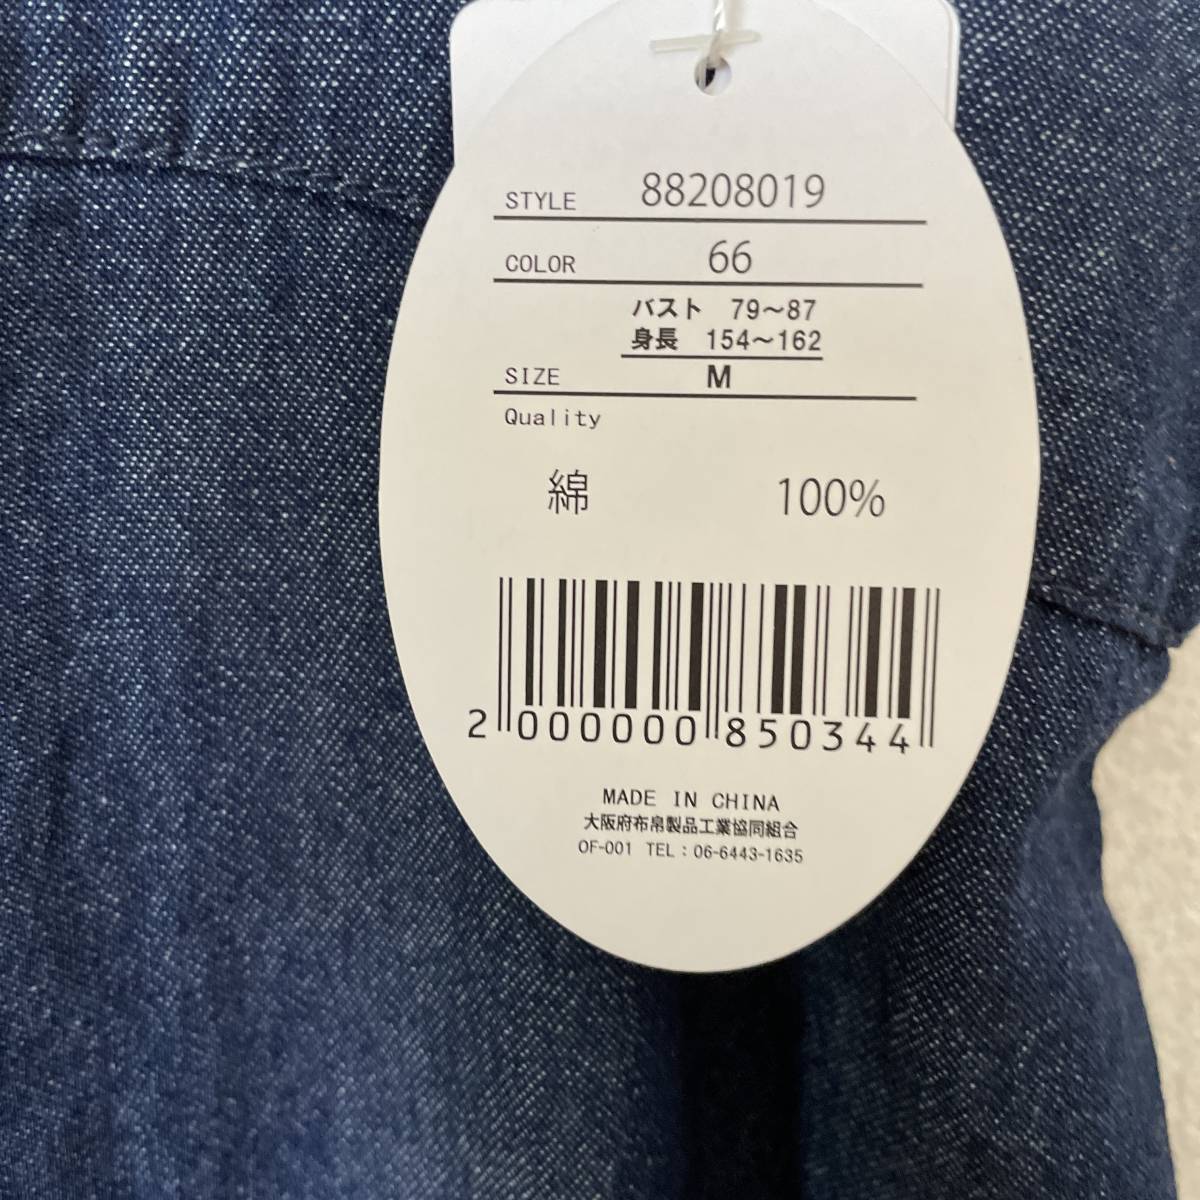 STYLE 88208019
COLOR 66
バスト 79～87
身長 154～162
SIZE M
Quality
綿 100%
2 000000 850344
MADE IN CHINA
大阪府布帛製品工業協同組合
OF-001 TEL：06-6443-1635